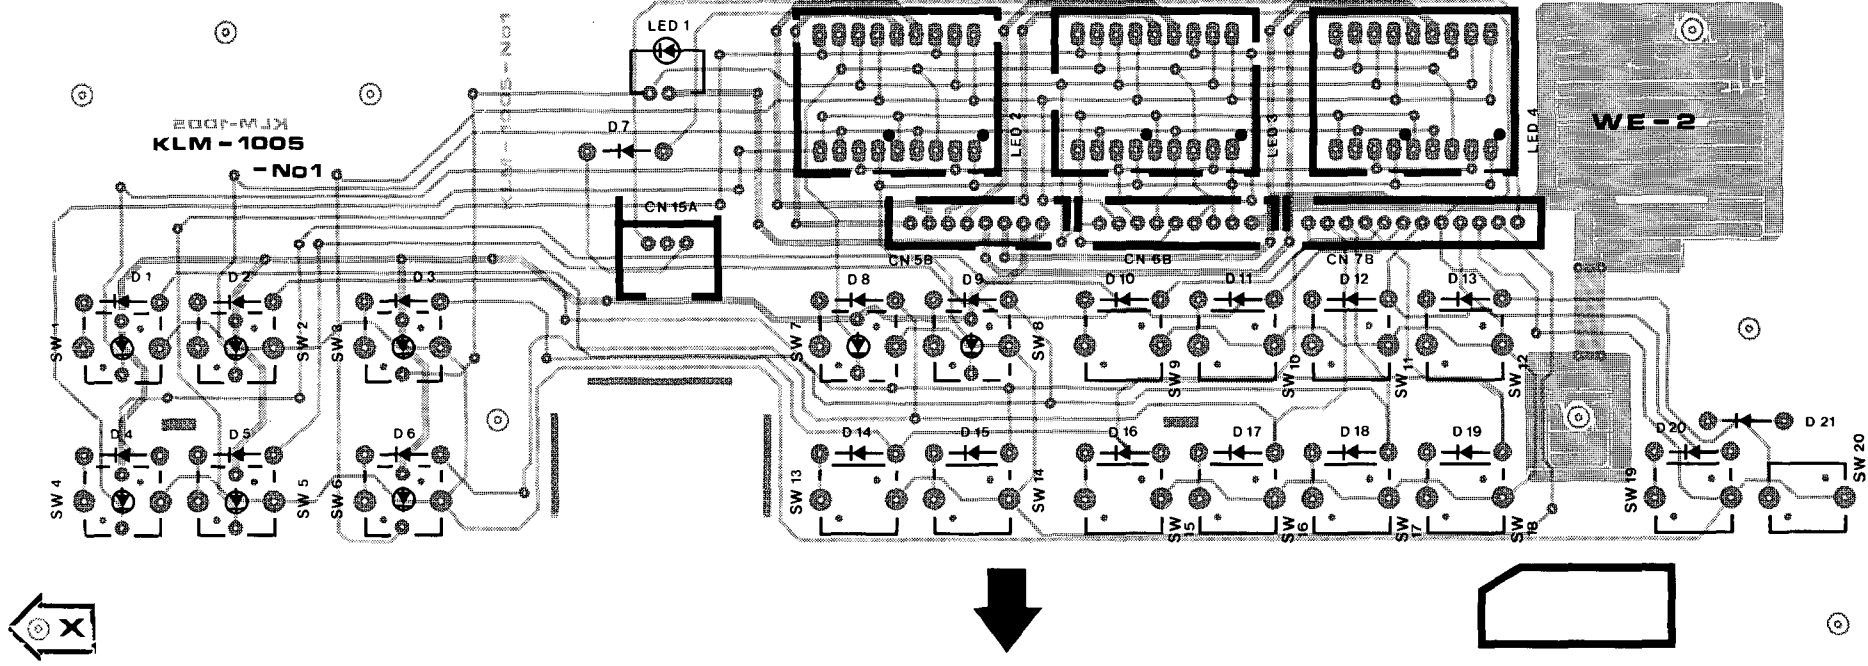 LED 1
KLM-1005-No1
KLM-1005
KLM-1005
-No1
D7
LED 2
LED 3
LED 4
WE-2
CN 15A
CN 5B
CN 6B
CN 7B
D1
D2
D3
D8
D9
D10
D11
D12
D13
SW 1
SW 2
SW 3
SW 7
SW 8
SW 9
SW 10
SW 11
SW 12
D4
D5
D6
D14
D15
D16
D17
D18
D19
D20
D 21
SW 4
SW 5
SW 6
SW 13
SW 14
SW 15
SW 16
SW 17
SW 18
SW 19
SW 20
X